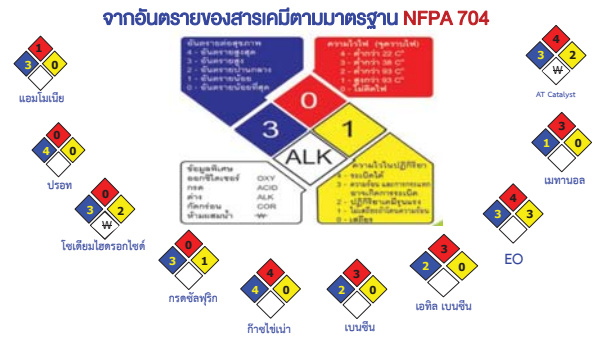 จากอันตรายของสารเคมีตามมาตรฐาน NFPA 704
อันตรายต่อสุขภาพ
4 - อันตรายสูงสุด
3 - อันตรายสูง
2 - อันตรายปานกลาง
1 - อันตรายน้อย
0 - อันตรายน้อยที่สุด
ความไวไฟ (จุดวาบไฟ)
4 - ต่ำกว่า 22 C°
3 - ต่ำกว่า 38 C°
2 - ต่ำกว่า 93 C°
1 - สูงกว่า 93 C°
0 - ไม่ติดไฟ
0
3
1
ALK
ข้อมูลพิเศษ
ออกซิไดเซอร์ OXY
กรด ACID
ด่าง ALK
กัดกร่อน COR
ห้ามผสมน้ำ W
ความไวในปฏิกิริยา
4 - ระเบิดได้
3 - ความร้อน และการกระแทก
อาจเกิดการระเบิด
2 - ปฏิกิริยาเคมีรุนแรง
1 - ไม่เสถียรถ้าโดนความร้อน
0 - เสถียร
1
3 0
แอมโมเนีย
0
4 0
ปรอท
0
3 2
W
โซเดียมไฮดรอกไซด์
0
3 1
กรดซัลฟุริก
4
4 0
ก๊าซไข่เน่า
3
2 0
เบนซีน
3
2 0
เอทิล เบนซีน
4
3 3
EO
3
1 0
เมทานอล
4
3 2
W
AT Catalyst